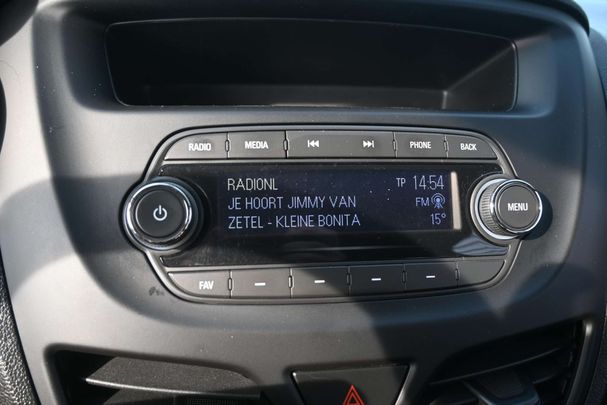 RADIO MEDIA PHONE BACK
RADIONL TP 14:54
JE HOORT JIMMY VAN FM
ZETEL - KLEINE BONITA 15°
MENU
FAV